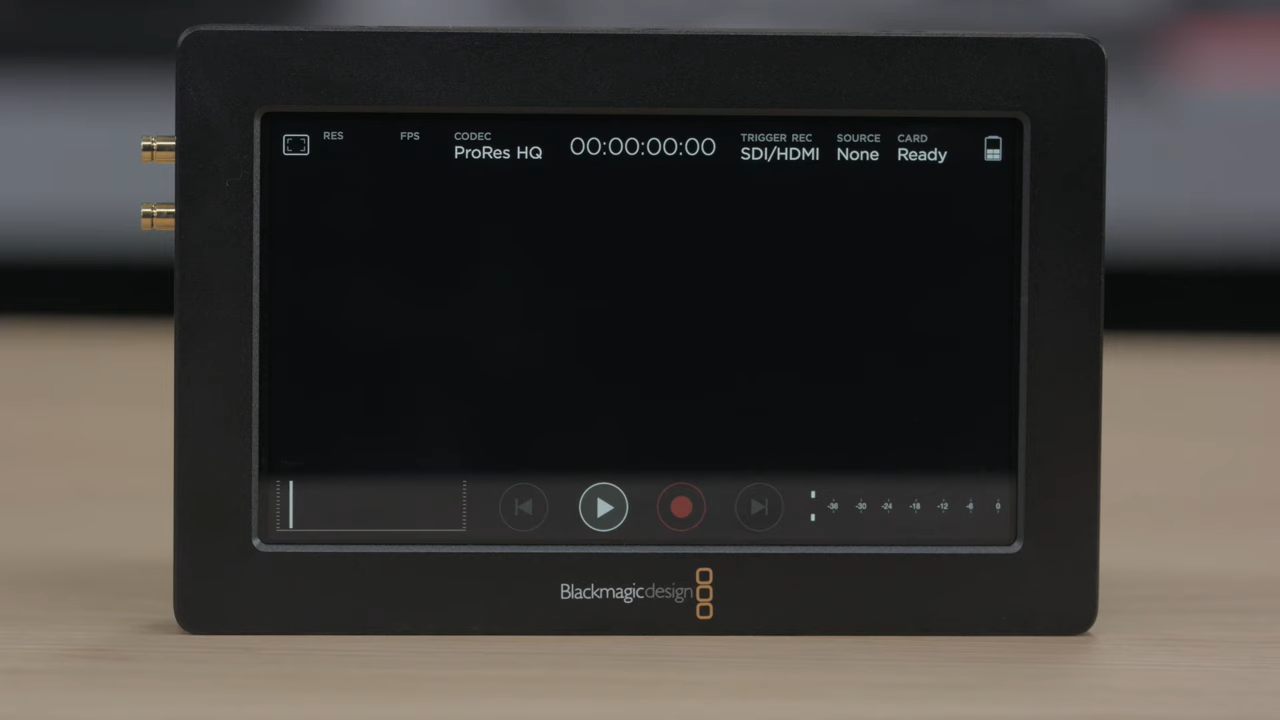 RES FPS CODEC 00:00:00:00 TRIGGER REC SOURCE CARD
ProRes HQ SDI/HDMI None Ready
-36 -30 -24 -18 -12 -6 0
Blackmagicdesign